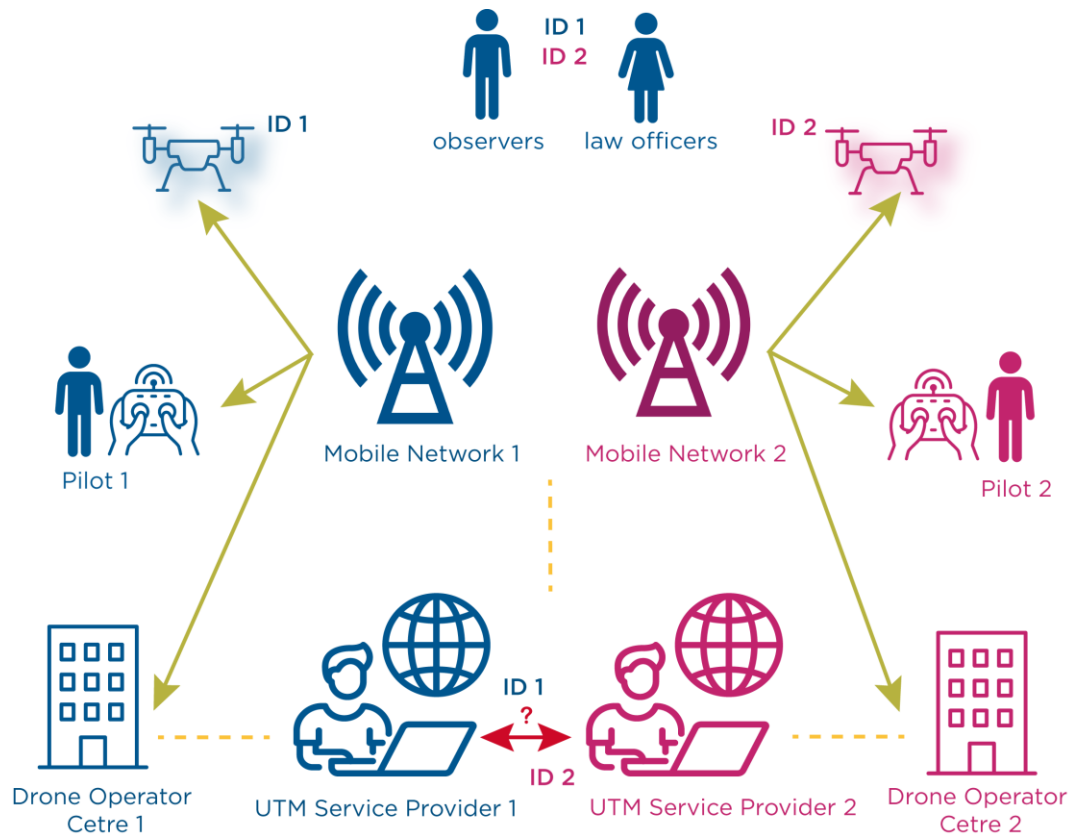 ID 1
ID 2
observers
law officers
ID 1
ID 2
Mobile Network 1
Mobile Network 2
Pilot 1
Pilot 2
ID 1
?
ID 2
Drone Operator
Cetre 1
UTM Service Provider 1
UTM Service Provider 2
Drone Operator
Cetre 2